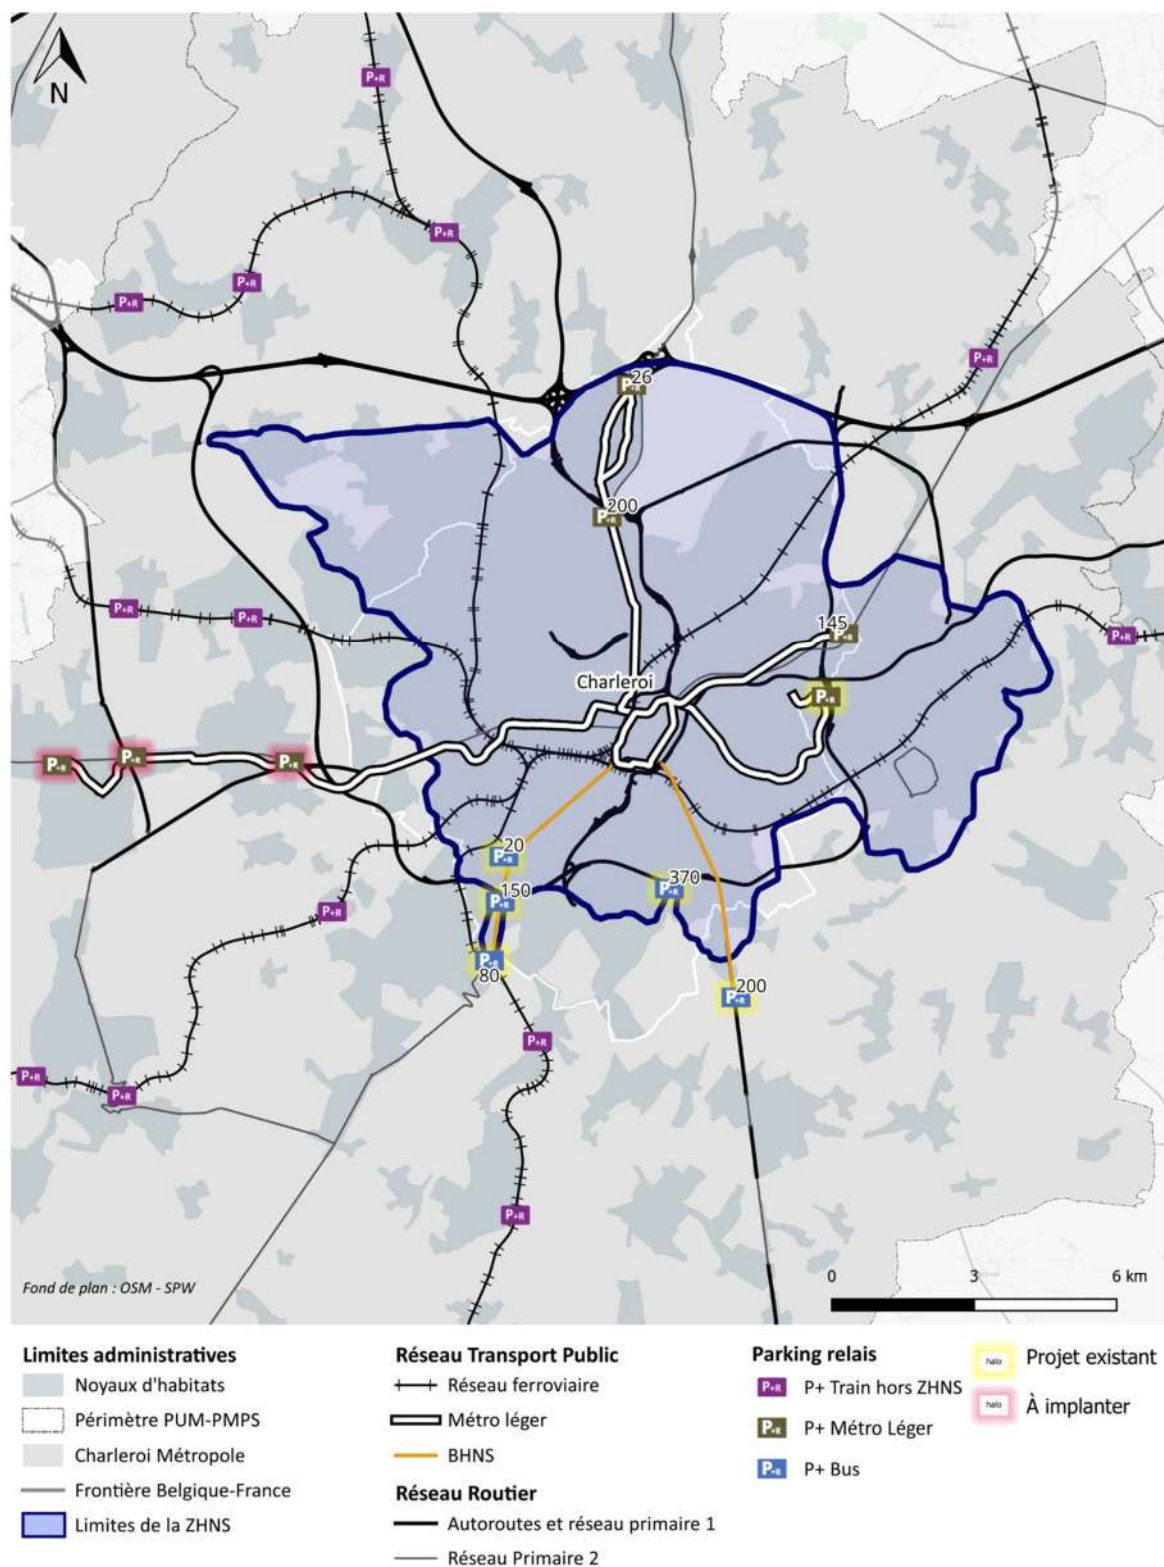 N
P+R
P+R
P+R
P+R
P+R
P+R
26
P+R
200
P+R
P+R
145
P+R
P+R
Charleroi
P+R
P+R
P+R
P+R
20
P+R
370
P+R
150
P+R
P+R
P+R
80
200
P+R
P+R
P+R
P+R
P+R
Fond de plan : OSM - SPW
0 3 6 km
Limites administratives
Noyaux d'habitats
Périmètre PUM-PMPS
Charleroi Métropole
Frontière Belgique-France
Limites de la ZHNS
Réseau Transport Public
Réseau ferroviaire
Métro léger
BHNS
Réseau Routier
Autoroutes et réseau primaire 1
Réseau Primaire 2
Parking relais
P+R P+ Train hors ZHNS
P+R P+ Métro Léger
P+R P+ Bus
halo Projet existant
halo À implanter